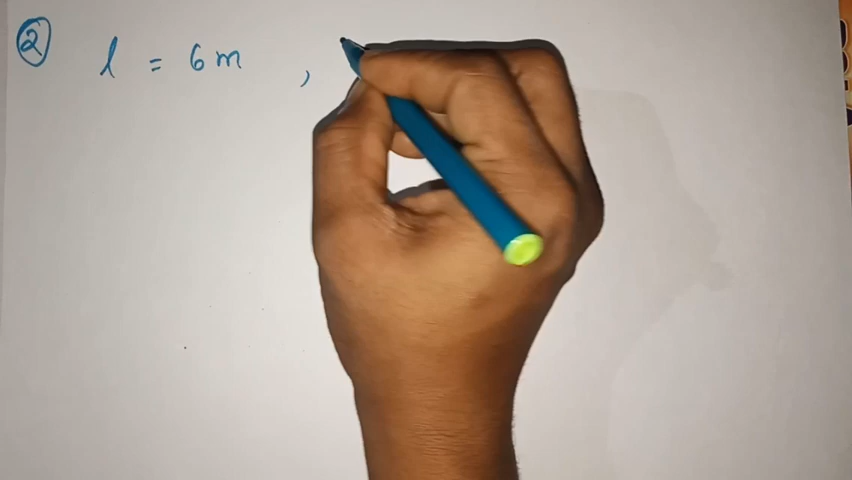 ② l = 6 m ,